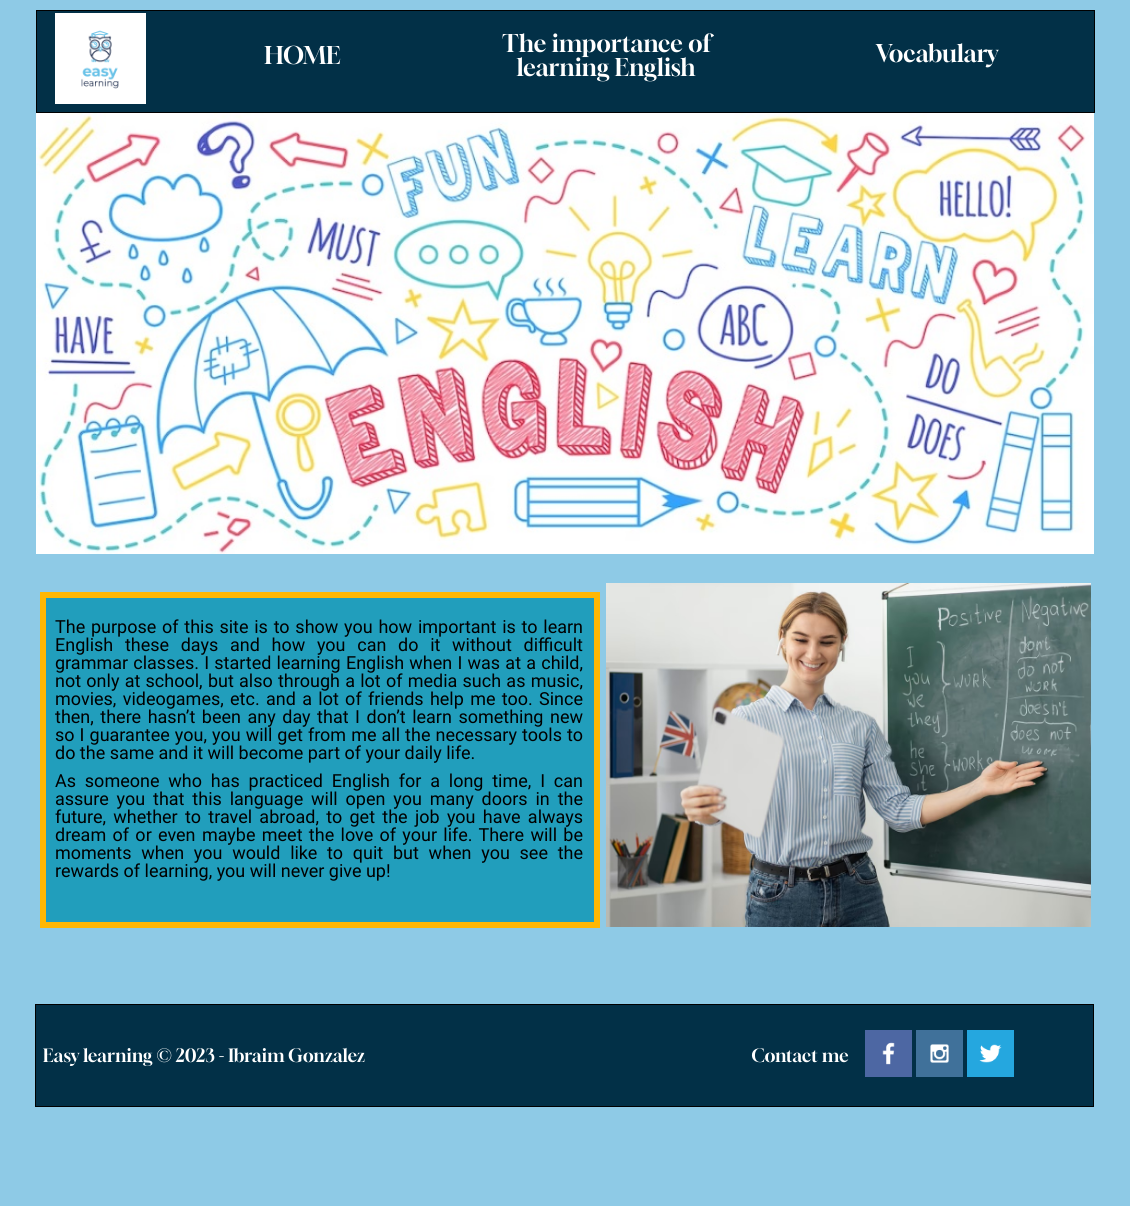 easy
learning
HOME
The importance of
learning English
Vocabulary
FUN
MUST
HELLO!
LEARN
£
HAVE
ABC
ENGLISH
DO
DOES
The purpose of this site is to show you how important is to learn
English these days and how you can do it without difficult
grammar classes. I started learning English when I was at a child,
not only at school, but also through a lot of media such as music,
movies, videogames, etc. and a lot of friends help me too. Since
then, there hasn’t been any day that I don’t learn something new
so I guarantee you, you will get from me all the necessary tools to
do the same and it will become part of your daily life.
As someone who has practiced English for a long time, I can
assure you that this language will open you many doors in the
future, whether to travel abroad, to get the job you have always
dream of or even maybe meet the love of your life. There will be
moments when you would like to quit but when you see the
rewards of learning, you will never give up!
Positive / Negative
I
you
we
they
work
don't
do not
work
doesn't
does not
work
he
she
it
works
Easy learning © 2023 - Ibraim Gonzalez
Contact me